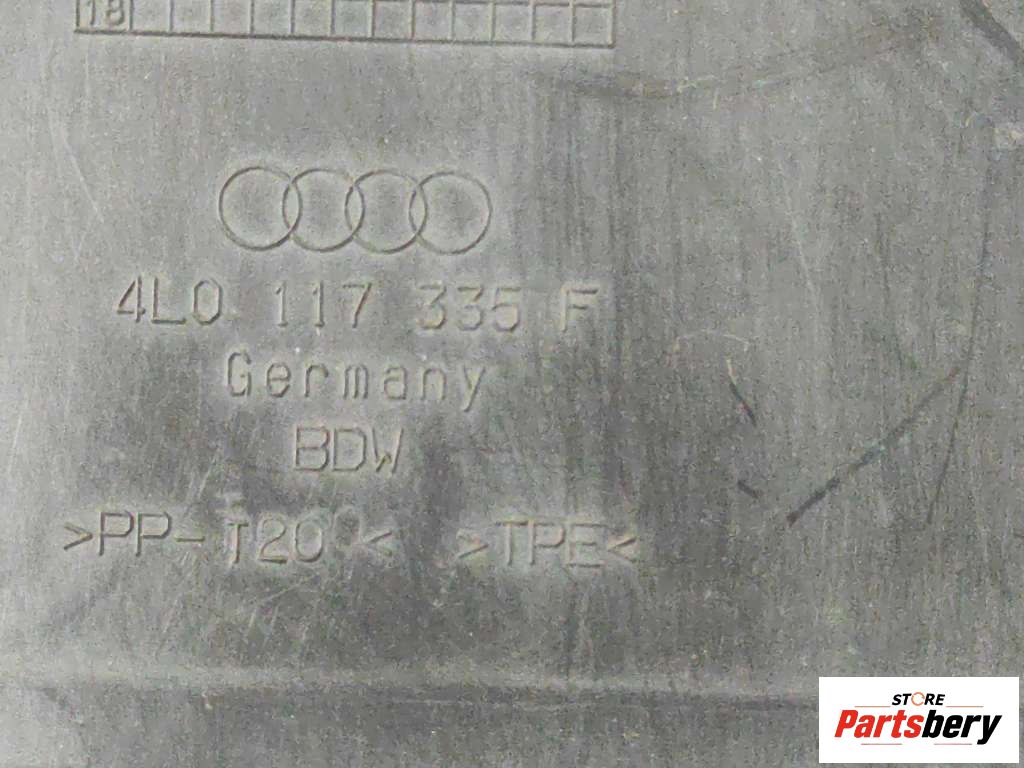 18
4L0 117 335 F
Germany
BDW
>PP-T20< >TPE<
STORE
Partsbery